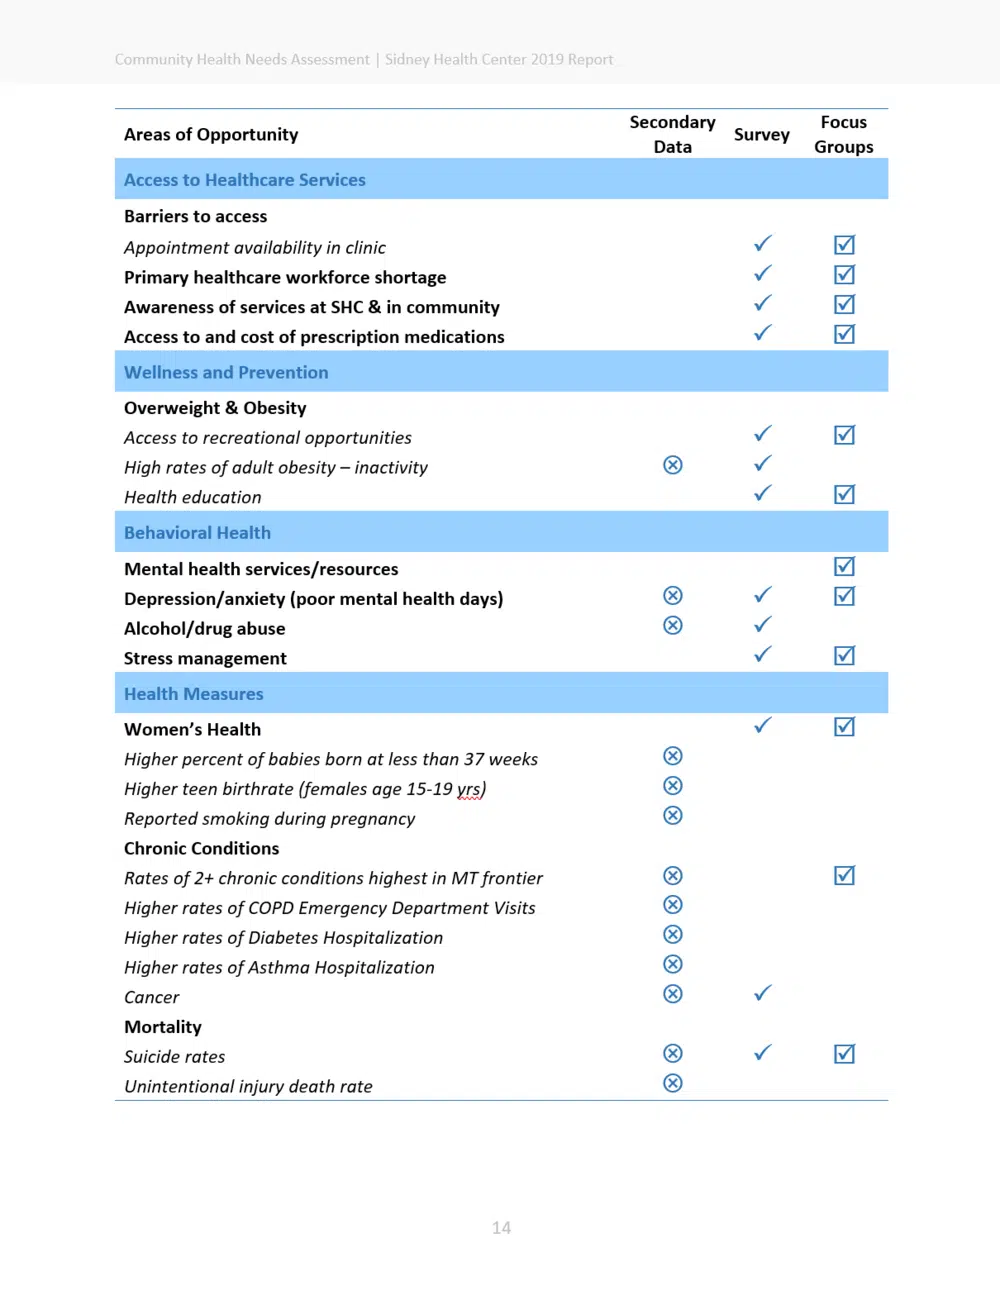 Community Health Needs Assessment | Sidney Health Center 2019 Report
Areas of Opportunity Secondary Data Survey Focus Groups
Access to Healthcare Services
Barriers to access
Appointment availability in clinic ✓ ☑
Primary healthcare workforce shortage ✓ ☑
Awareness of services at SHC & in community ✓ ☑
Access to and cost of prescription medications ✓ ☑
Wellness and Prevention
Overweight & Obesity
Access to recreational opportunities ✓ ☑
High rates of adult obesity – inactivity ⊗ ✓
Health education ✓ ☑
Behavioral Health
Mental health services/resources ☑
Depression/anxiety (poor mental health days) ⊗ ✓ ☑
Alcohol/drug abuse ⊗ ✓
Stress management ✓ ☑
Health Measures
Women’s Health ✓ ☑
Higher percent of babies born at less than 37 weeks ⊗
Higher teen birthrate (females age 15-19 yrs) ⊗
Reported smoking during pregnancy ⊗
Chronic Conditions
Rates of 2+ chronic conditions highest in MT frontier ⊗ ☑
Higher rates of COPD Emergency Department Visits ⊗
Higher rates of Diabetes Hospitalization ⊗
Higher rates of Asthma Hospitalization ⊗
Cancer ⊗ ✓
Mortality
Suicide rates ⊗ ✓ ☑
Unintentional injury death rate ⊗
14